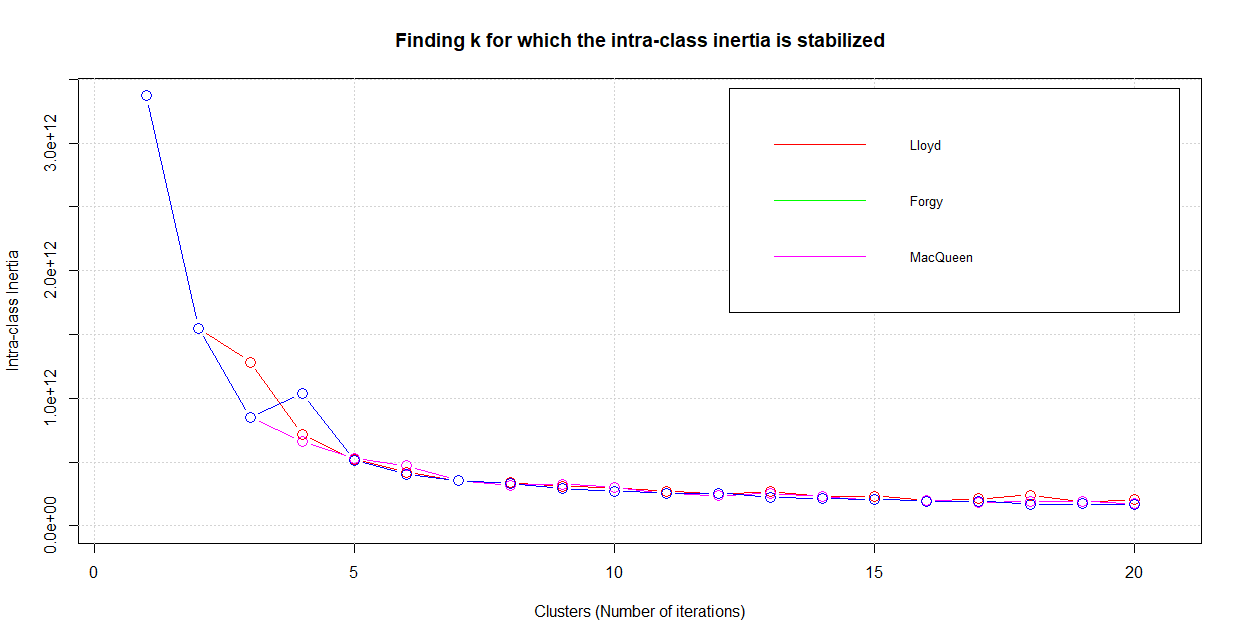 Finding k for which the intra-class inertia is stabilized
Intra-class Inertia
3.0e+12
2.0e+12
1.0e+12
0.0e+00
Lloyd
Forgy
MacQueen
0 5 10 15 20
Clusters (Number of iterations)